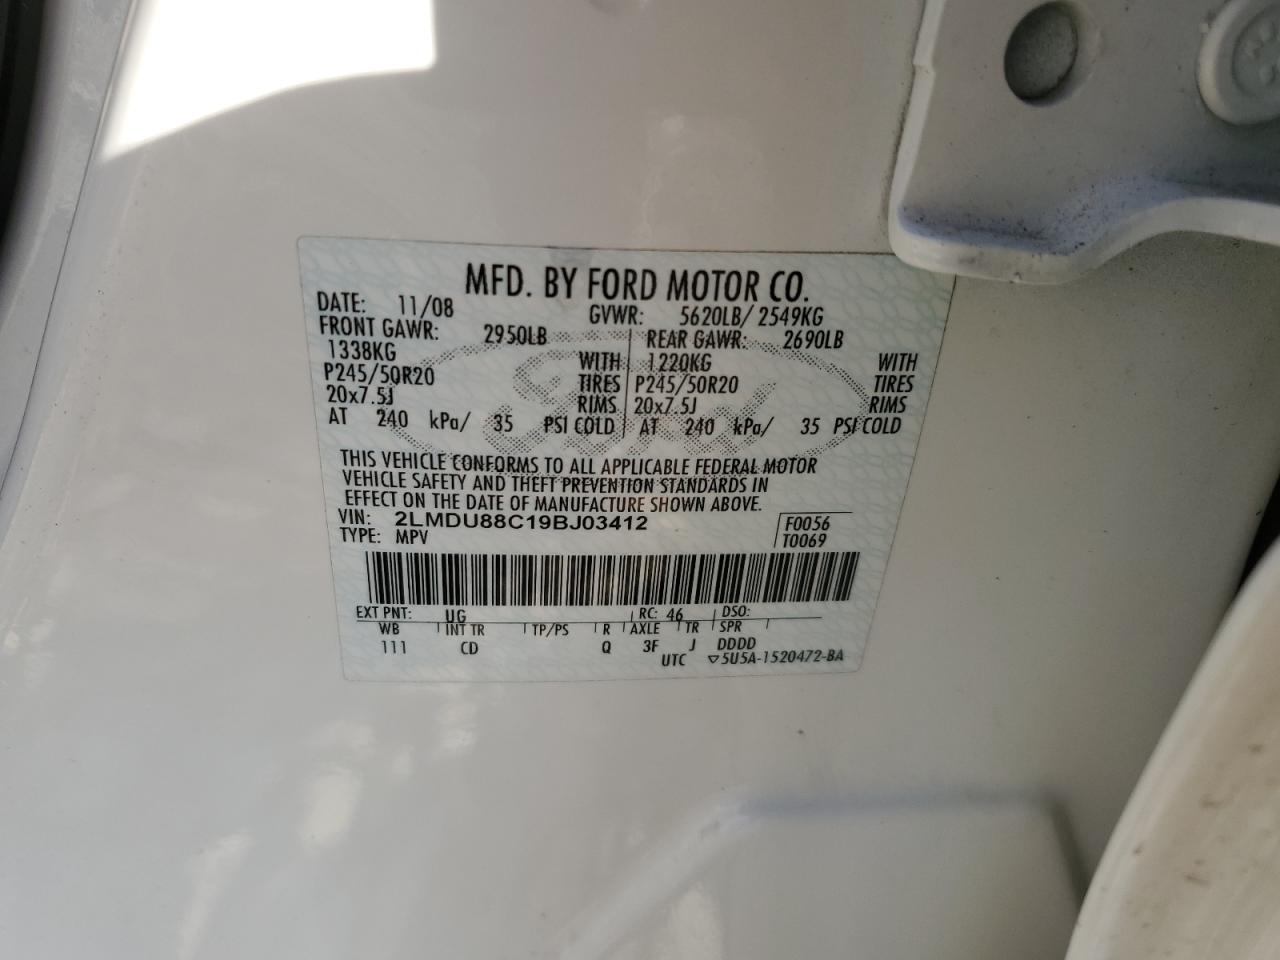 MFD. BY FORD MOTOR CO.
DATE: 11/08 GVWR: 5620LB/ 2549KG
FRONT GAWR: 2950LB REAR GAWR: 2690LB
1338KG WITH 1220KG WITH
P245/50R20 TIRES P245/50R20 TIRES
20x7.5J RIMS 20x7.5J RIMS
AT 240 kPa/ 35 PSI COLD AT 240 kPa/ 35 PSI COLD
THIS VEHICLE CONFORMS TO ALL APPLICABLE FEDERAL MOTOR
VEHICLE SAFETY AND THEFT PREVENTION STANDARDS IN
EFFECT ON THE DATE OF MANUFACTURE SHOWN ABOVE.
VIN: 2LMDU88C19BJ03412 F0056
TYPE: MPV T0069
EXT PNT: UG RC: 46 DSO:
WB INT TR TP/PS R AXLE TR SPR
111 CD Q 3F J DDDD
UTC ▽5U5A-1520472-BA